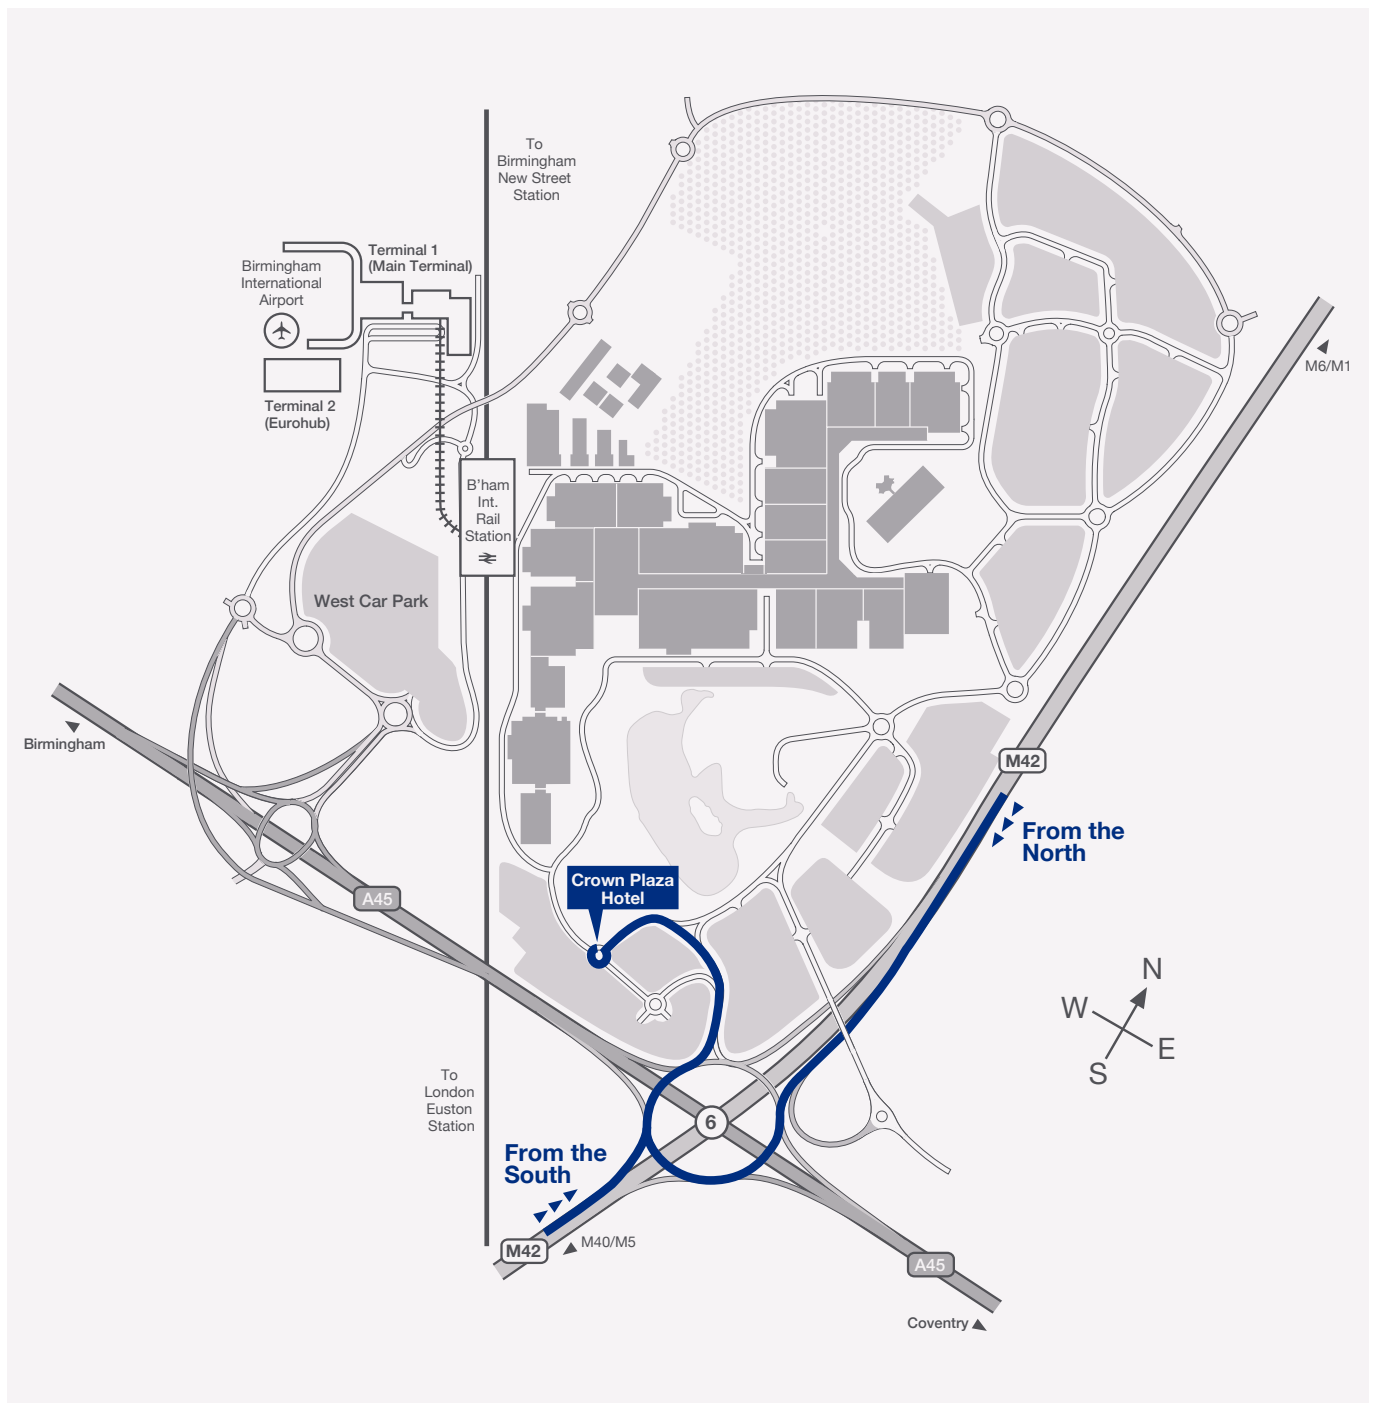 To
Birmingham
New Street
Station
Terminal 1
(Main Terminal)
Birmingham
International
Airport
Terminal 2
(Eurohub)
M6/M1
B'ham
Int.
Rail
Station
West Car Park
Birmingham
M42
From the
North
Crown Plaza
Hotel
A45
N
W
E
S
To
London
Euston
Station
6
From the
South
M42
M40/M5
A45
Coventry